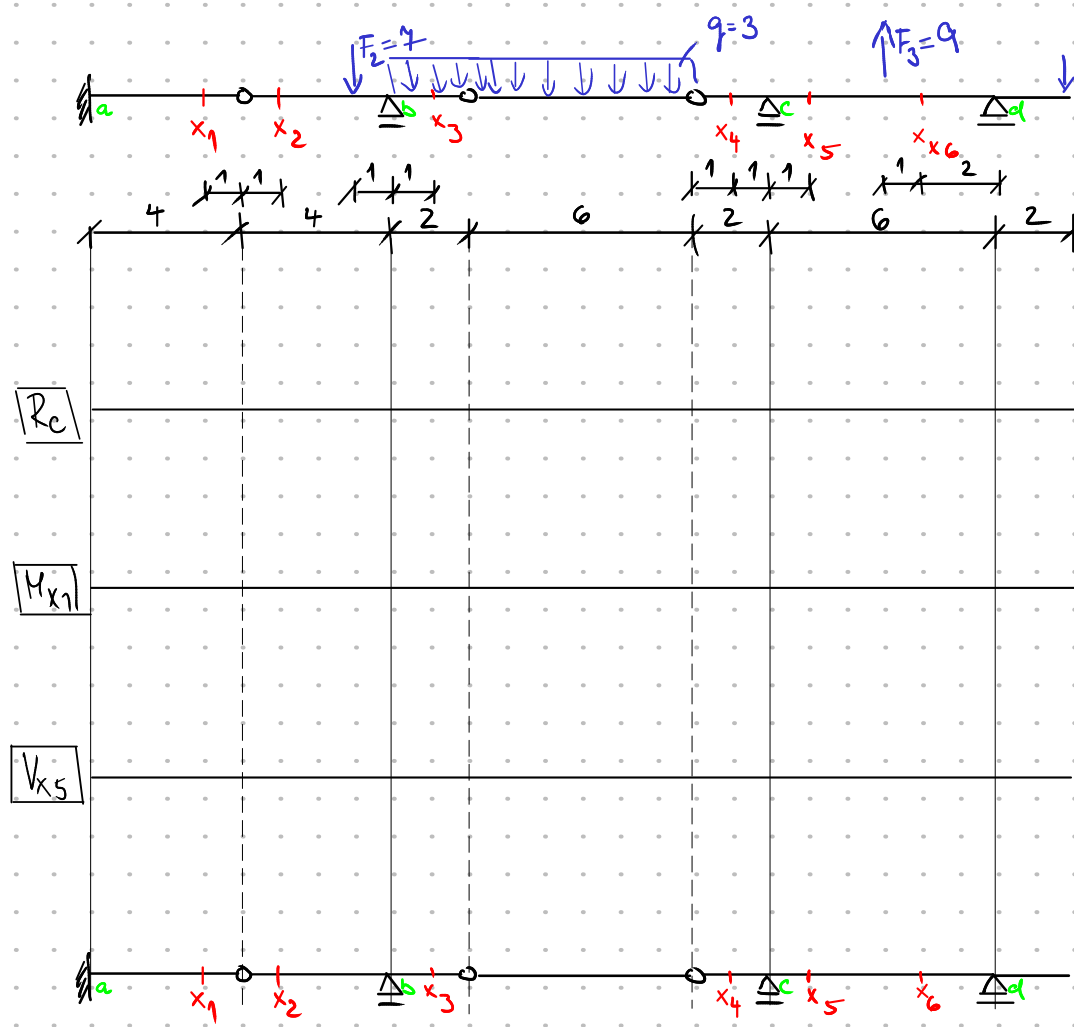 F₂=7 q=3 F₃=9
a b c d
x₁ x₂ x₃ x₄ x₅ x x₆
1 1 1 1 1 1 1 1 2
4 4 2 6 2 6 2
R_c
M_x₁
V_x₅
a b c d
x₁ x₂ x₃ x₄ x₅ x₆